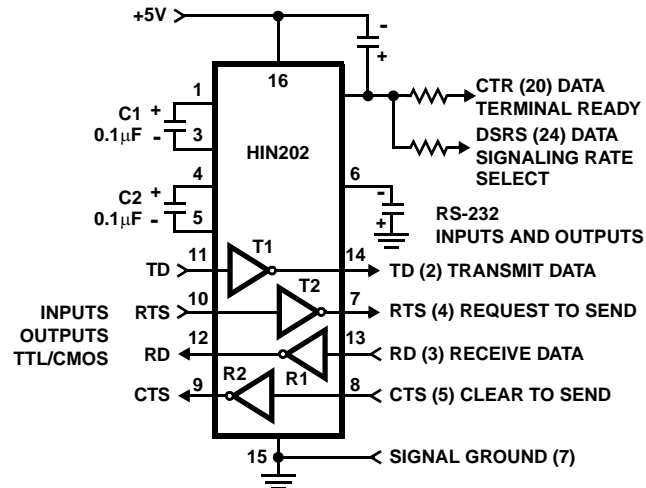 +5V
-
+
16
1
CTR (20) DATA
TERMINAL READY
C1
+
0.1µF
-
3
HIN202
DSRS (24) DATA
SIGNALING RATE
SELECT
4
6
C2
+
0.1µF
-
5
-
+
RS-232
INPUTS AND OUTPUTS
11
T1
14
TD
TD (2) TRANSMIT DATA
T2
10
7
INPUTS
OUTPUTS
TTL/CMOS
RTS
RTS (4) REQUEST TO SEND
12
13
RD
R1
RD (3) RECEIVE DATA
9
R2
8
CTS
CTS (5) CLEAR TO SEND
15
SIGNAL GROUND (7)